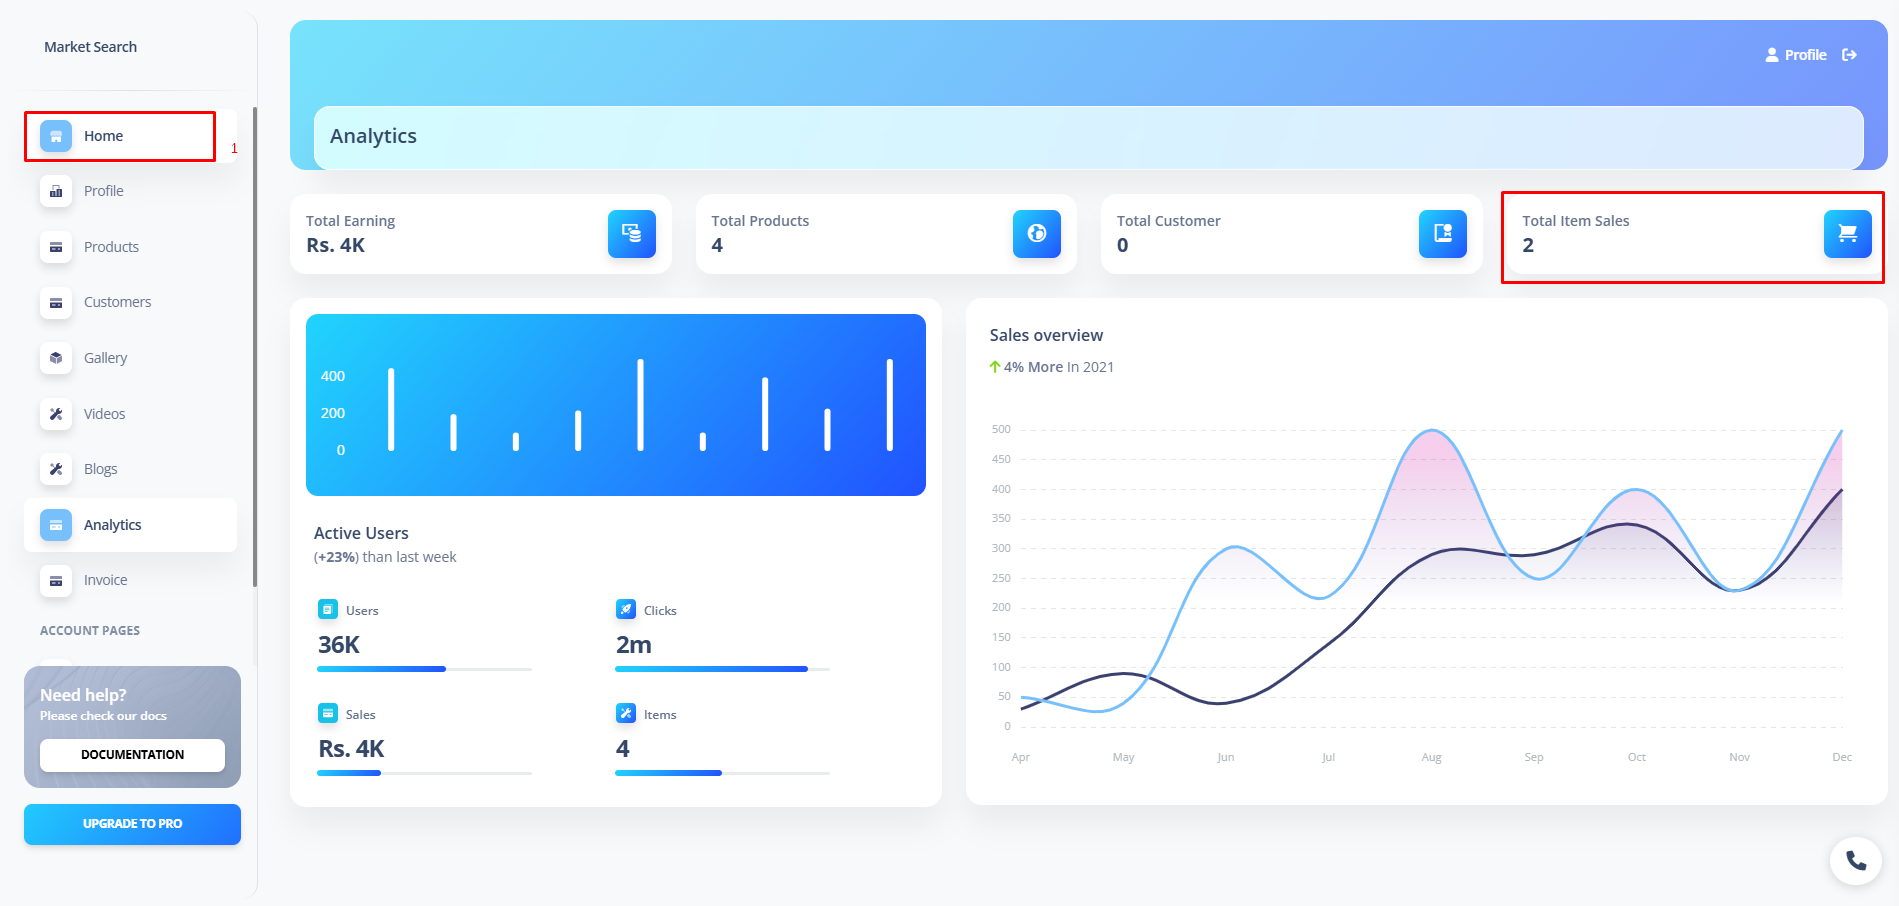 Market Search
Home
1
Profile
Products
Customers
Gallery
Videos
Blogs
Analytics
Invoice
ACCOUNT PAGES
Need help?
Please check our docs
DOCUMENTATION
UPGRADE TO PRO
Profile
Analytics
Total Earning
Rs. 4K
Total Products
4
Total Customer
0
Total Item Sales
2
400
200
0
Active Users
(+23%) than last week
Users
36K
Clicks
2m
Sales
Rs. 4K
Items
4
Sales overview
4% More In 2021
500
450
400
350
300
250
200
150
100
50
0
Apr May Jun Jul Aug Sep Oct Nov Dec